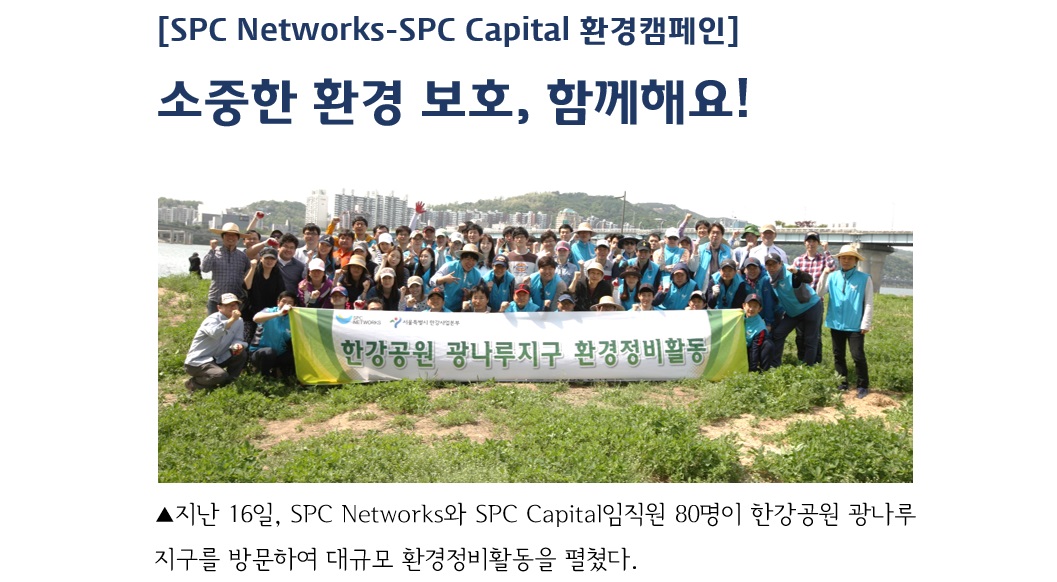 [SPC Networks-SPC Capital 환경캠페인]
소중한 환경 보호, 함께해요!
SPC
NETWORKS
서울특별시 한강사업본부
한강공원 광나루지구 환경정비활동
▲지난 16일, SPC Networks와 SPC Capital임직원 80명이 한강공원 광나루
지구를 방문하여 대규모 환경정비활동을 펼쳤다.